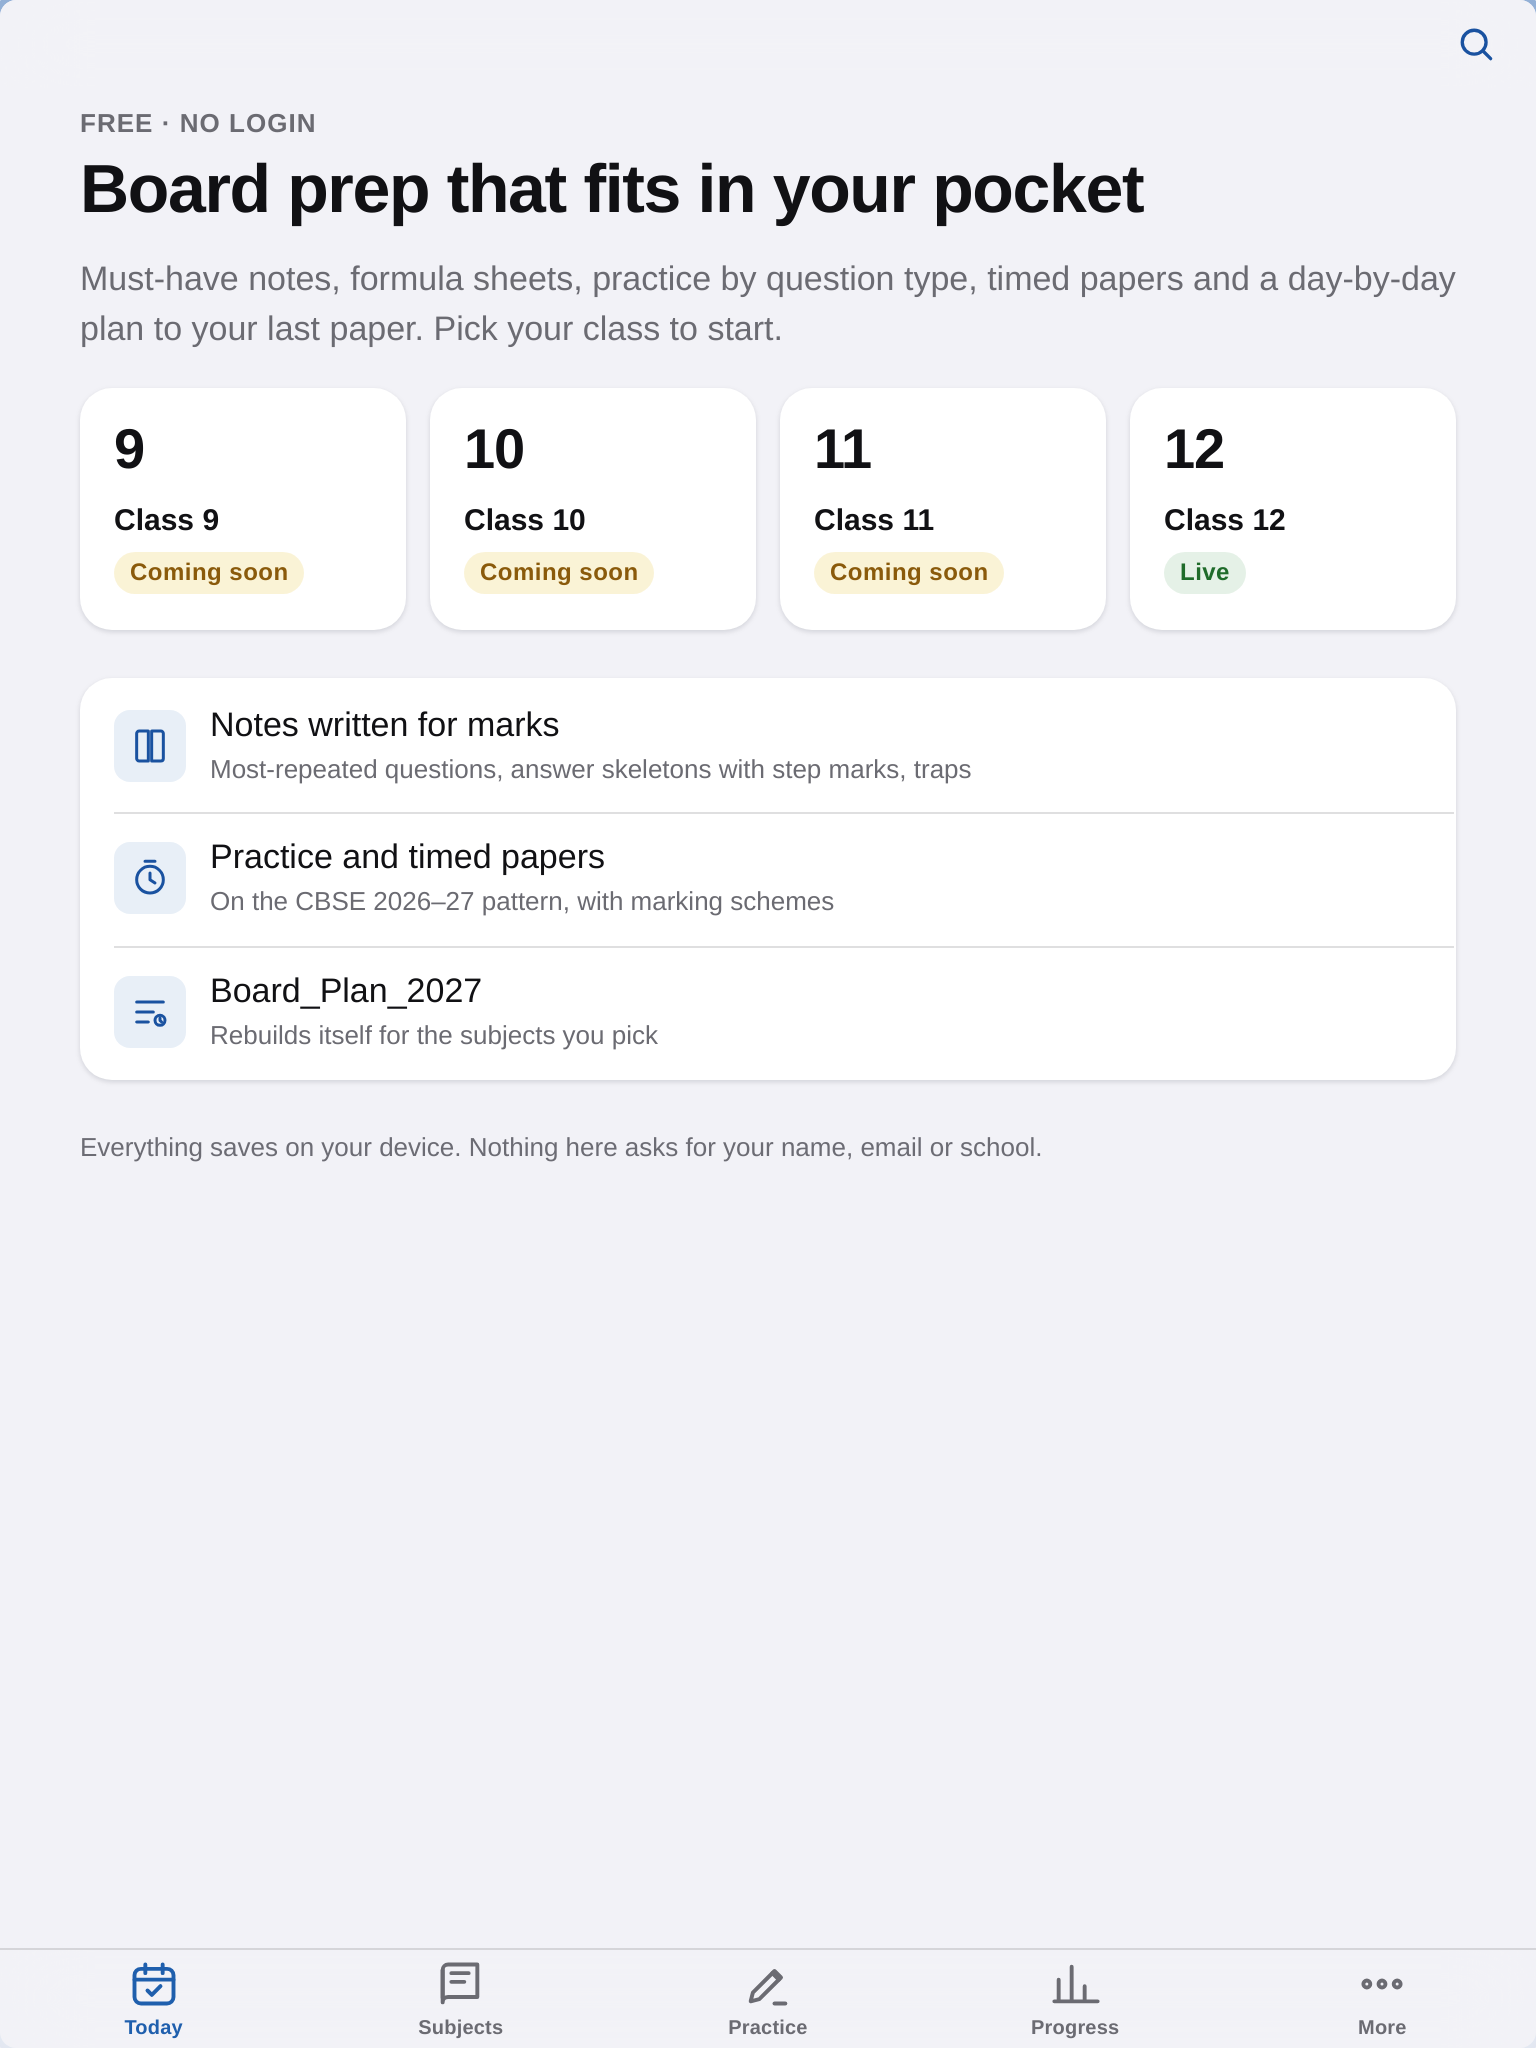 FREE · NO LOGIN
Board prep that fits in your pocket
Must-have notes, formula sheets, practice by question type, timed papers and a day-by-day
plan to your last paper. Pick your class to start.
9
Class 9
Coming soon
10
Class 10
Coming soon
11
Class 11
Coming soon
12
Class 12
Live
Notes written for marks
Most-repeated questions, answer skeletons with step marks, traps
Practice and timed papers
On the CBSE 2026–27 pattern, with marking schemes
Board_Plan_2027
Rebuilds itself for the subjects you pick
Everything saves on your device. Nothing here asks for your name, email or school.
Today
Subjects
Practice
Progress
More